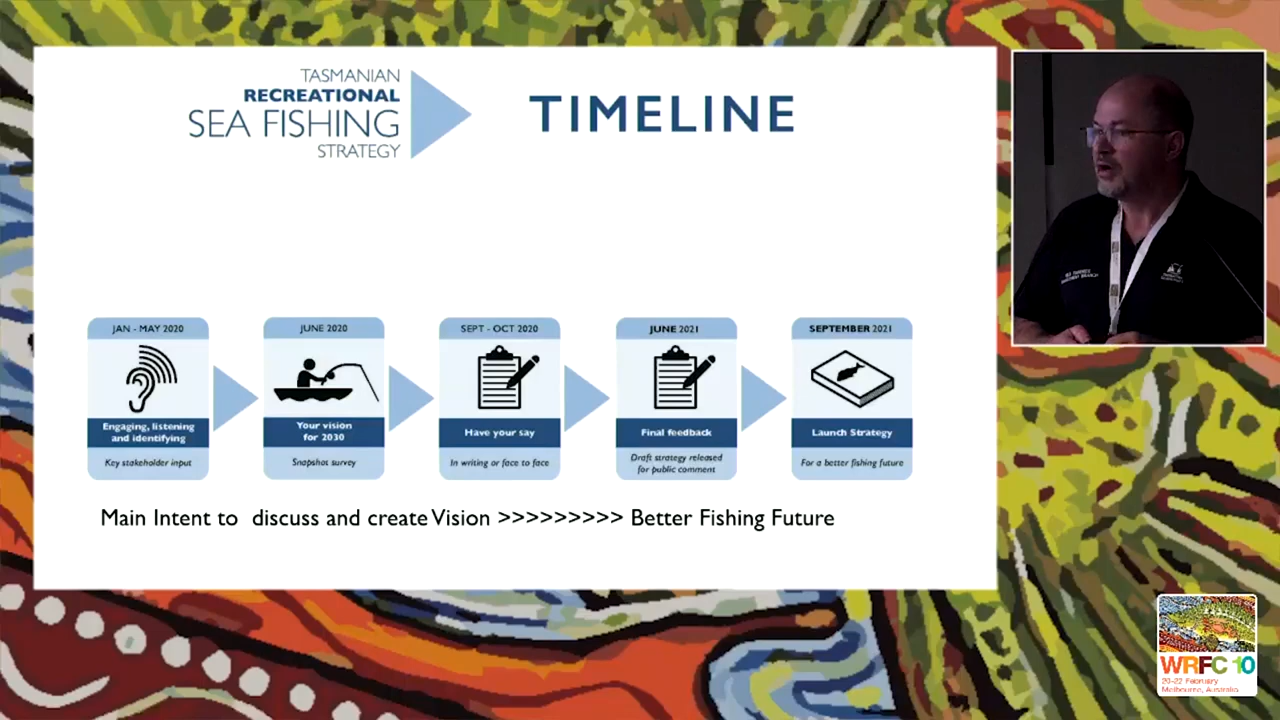 TASMANIAN
RECREATIONAL
SEA FISHING
STRATEGY
TIMELINE
JAN - MAY 2020
Engaging, listening
and identifying
Key stakeholder input
JUNE 2020
Your vision
for 2030
Snapshot survey
SEPT - OCT 2020
Have your say
In writing or face to face
JUNE 2021
Final feedback
Draft strategy released
for public comment
SEPTEMBER 2021
Launch Strategy
For a better fishing future
Main Intent to discuss and create Vision >>>>>>>>> Better Fishing Future
WRFC 10
20-22 February
Melbourne, Australia